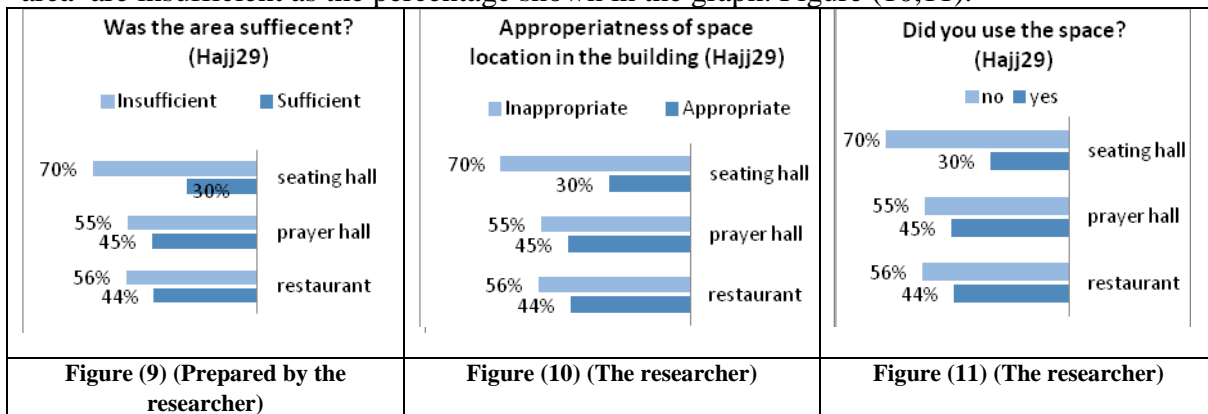 area are insufficient as the percentage shown in the graph. Figure (10,11).
Was the area suffiecent?
(Hajj29)
Insufficient Sufficient
70%
30%
seating hall
55%
45%
prayer hall
56%
44%
restaurant
Figure (9) (Prepared by the
researcher)
Approperiatness of space
location in the building (Hajj29)
Inappropriate Appropriate
70%
30%
seating hall
55%
45%
prayer hall
56%
44%
restaurant
Figure (10) (The researcher)
Did you use the space?
(Hajj29)
no yes
70%
30%
seating hall
55%
45%
prayer hall
56%
44%
restaurant
Figure (11) (The researcher)